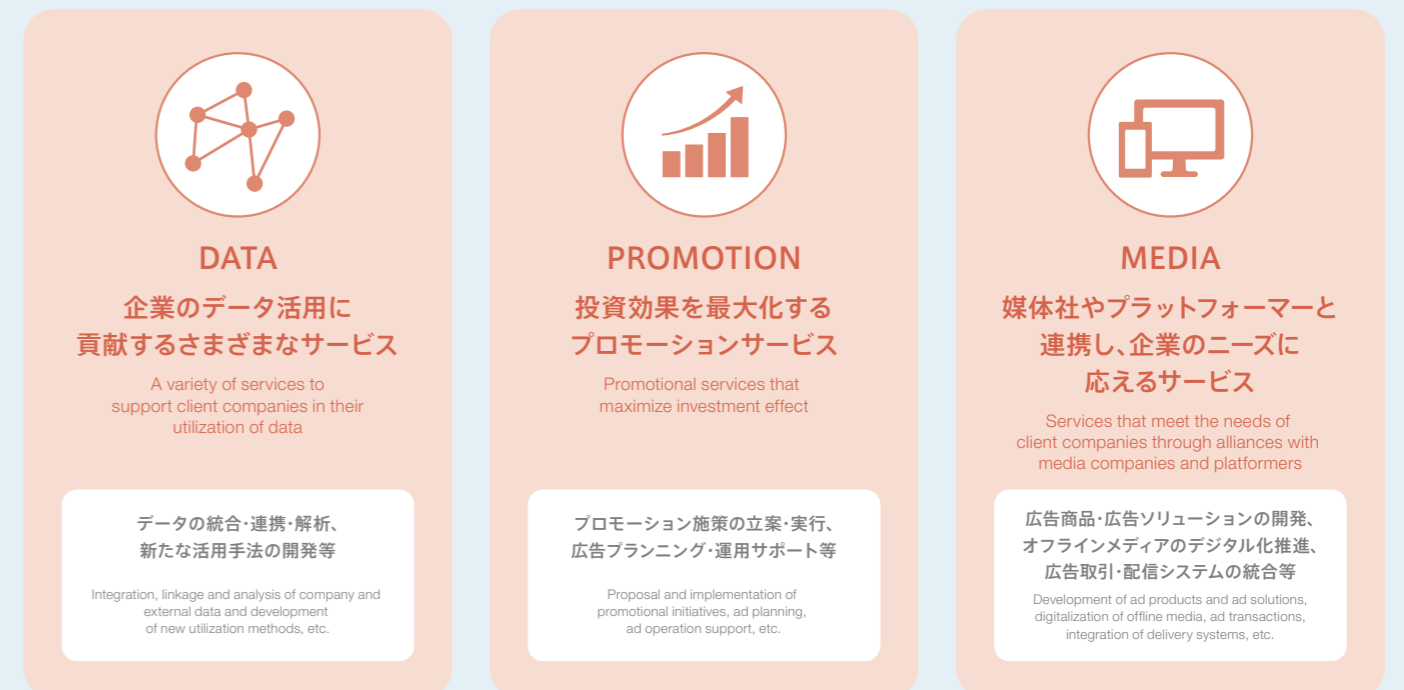 DATA
企業のデータ活用に
貢献するさまざまなサービス
A variety of services to
support client companies in their
utilization of data
データの統合・連携・解析、
新たな活用手法の開発等
Integration, linkage and analysis of company and
external data and development
of new utilization methods, etc.
PROMOTION
投資効果を最大化する
プロモーションサービス
Promotional services that
maximize investment effect
プロモーション施策の立案・実行、
広告プランニング・運用サポート等
Proposal and implementation of
promotional initiatives, ad planning,
ad operation support, etc.
MEDIA
媒体社やプラットフォーマーと
連携し、企業のニーズに
応えるサービス
Services that meet the needs of
client companies through alliances with
media companies and platformers
広告商品・広告ソリューションの開発、
オフラインメディアのデジタル化推進、
広告取引・配信システムの統合等
Development of ad products and ad solutions,
digitalization of offline media, ad transactions,
integration of delivery systems, etc.